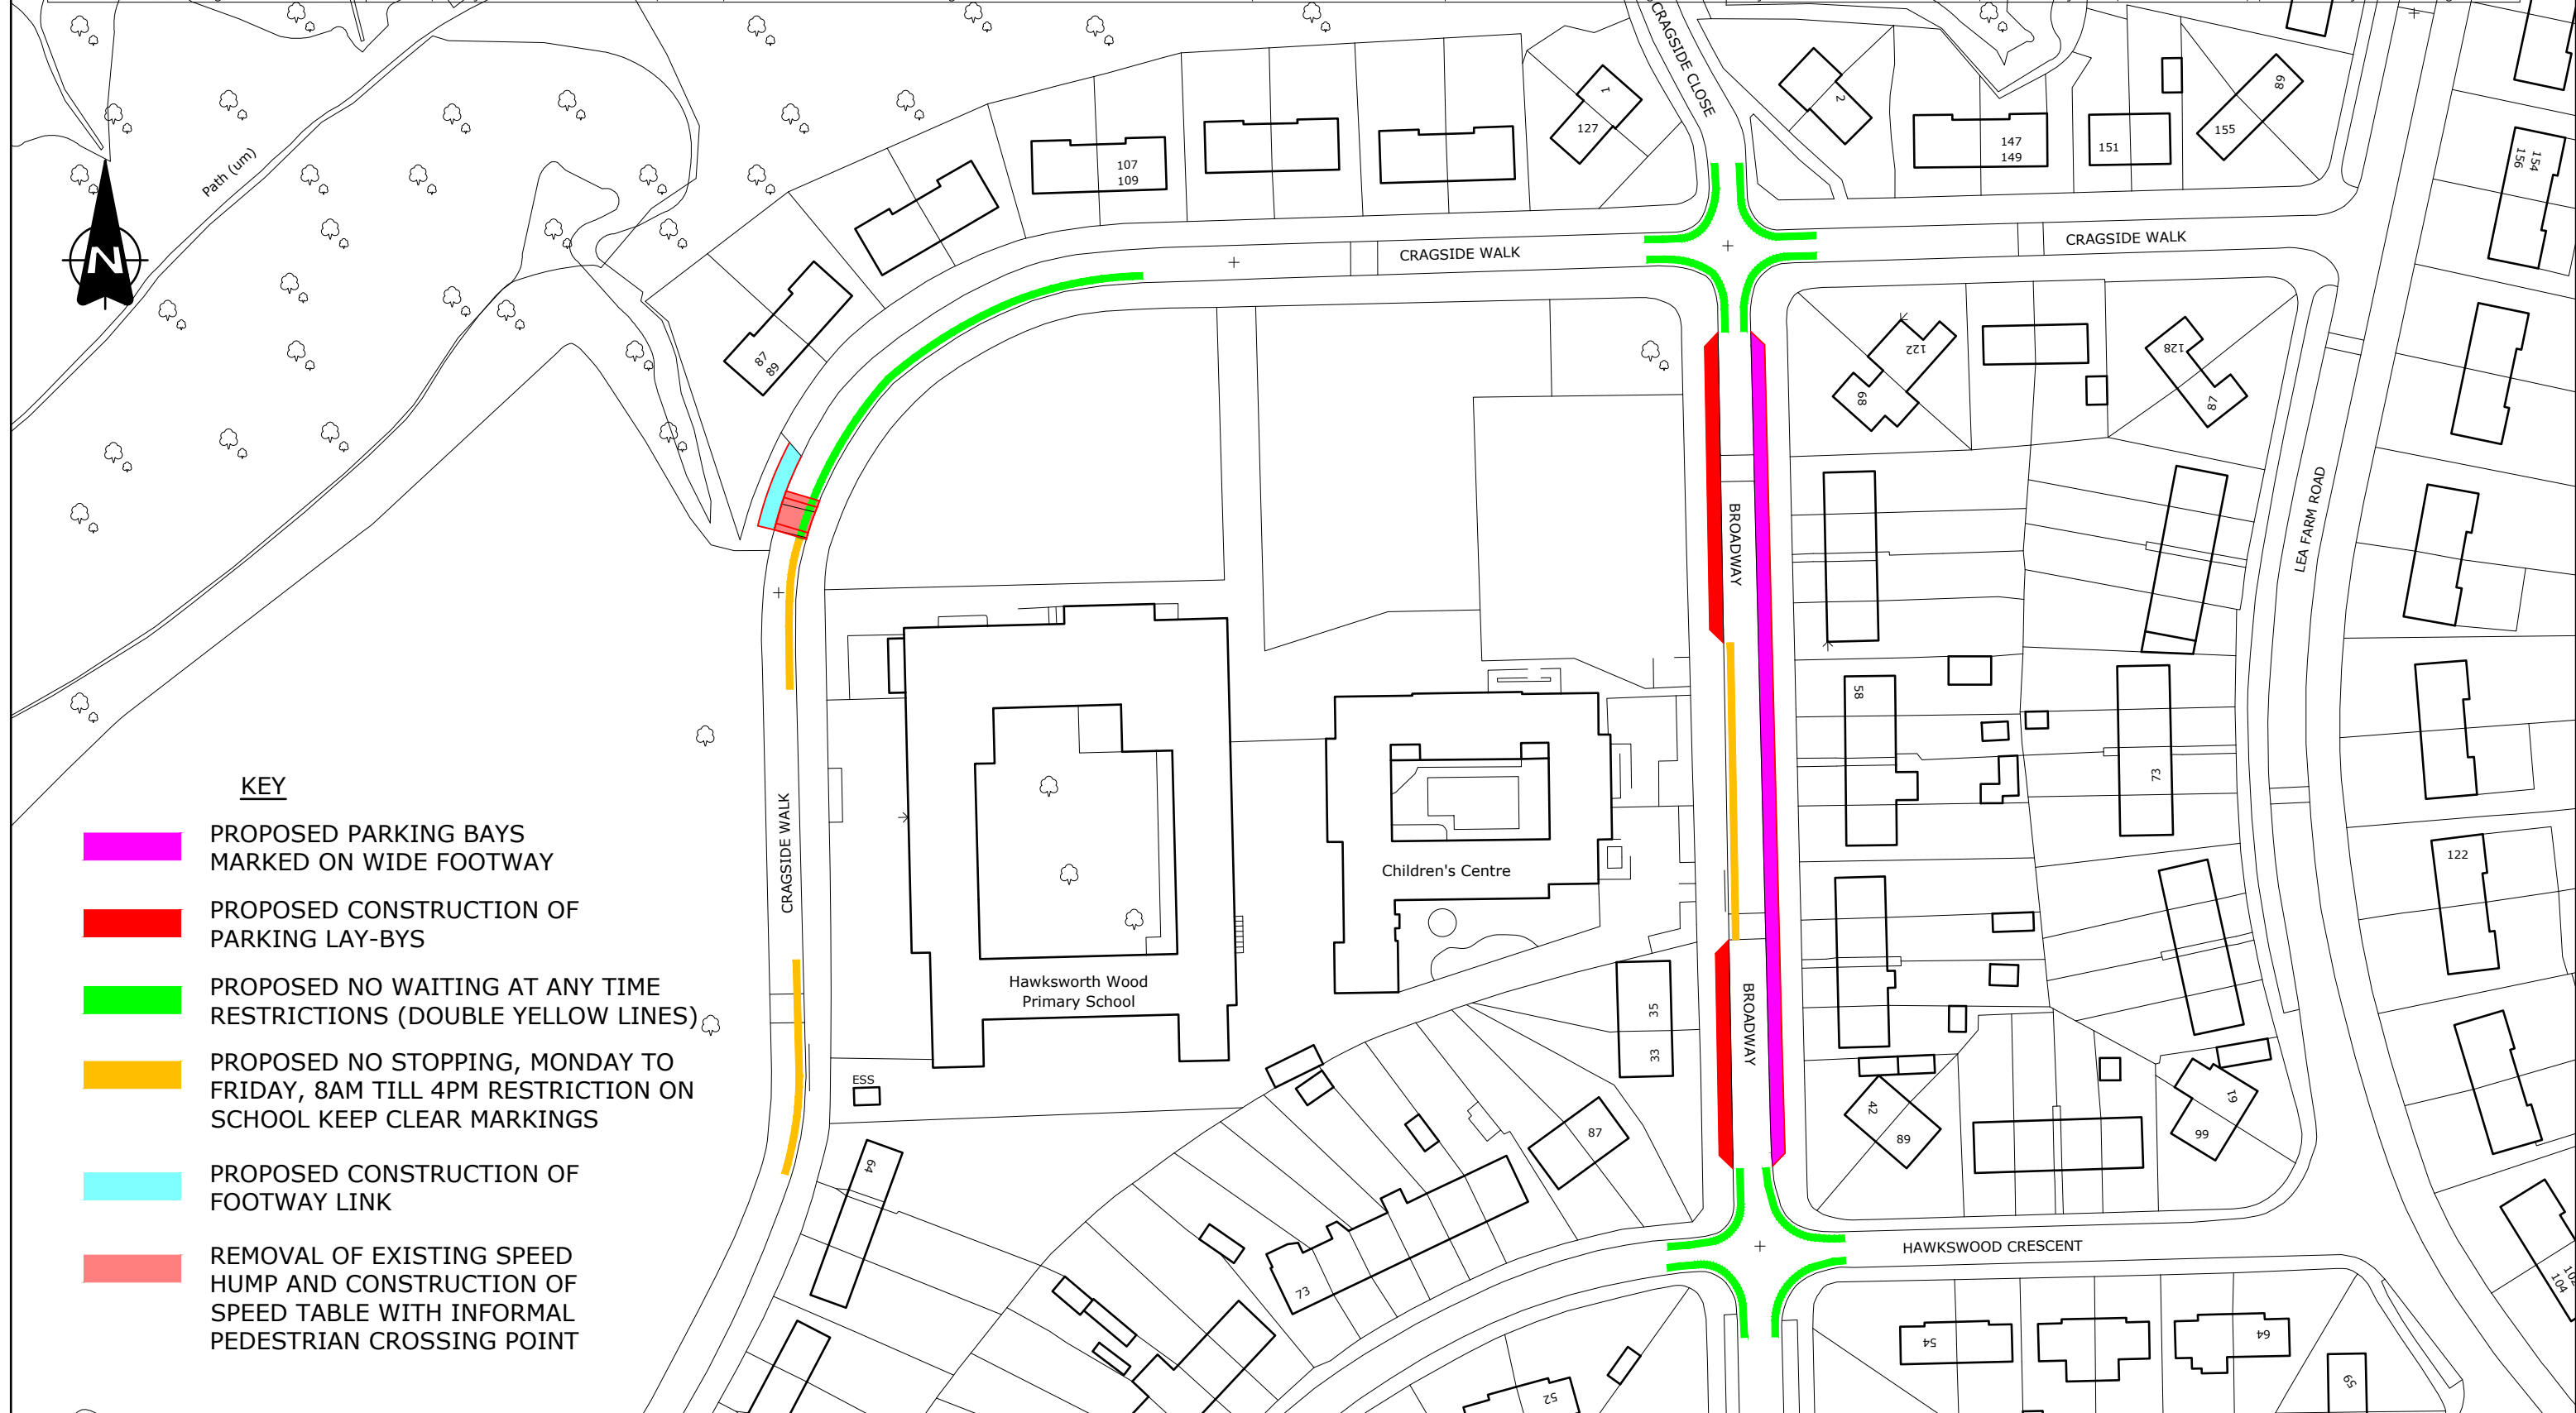 CRAGSIDE CLOSE
1
127
2
147
149
151
155
69
154
156
Path (um)
107
109
N
CRAGSIDE WALK
CRAGSIDE WALK
87
89
122
68
128
87
BROADWAY
LEA FARM ROAD
58
73
KEY
PROPOSED PARKING BAYS
MARKED ON WIDE FOOTWAY
PROPOSED CONSTRUCTION OF
PARKING LAY-BYS
PROPOSED NO WAITING AT ANY TIME
RESTRICTIONS (DOUBLE YELLOW LINES)
PROPOSED NO STOPPING, MONDAY TO
FRIDAY, 8AM TILL 4PM RESTRICTION ON
SCHOOL KEEP CLEAR MARKINGS
PROPOSED CONSTRUCTION OF
FOOTWAY LINK
REMOVAL OF EXISTING SPEED
HUMP AND CONSTRUCTION OF
SPEED TABLE WITH INFORMAL
PEDESTRIAN CROSSING POINT
CRAGSIDE WALK
Children's Centre
122
Hawksworth Wood
Primary School
35
33
BROADWAY
ESS
64
87
42
89
61
99
73
HAWKSWOOD CRESCENT
104
54
64
59
52